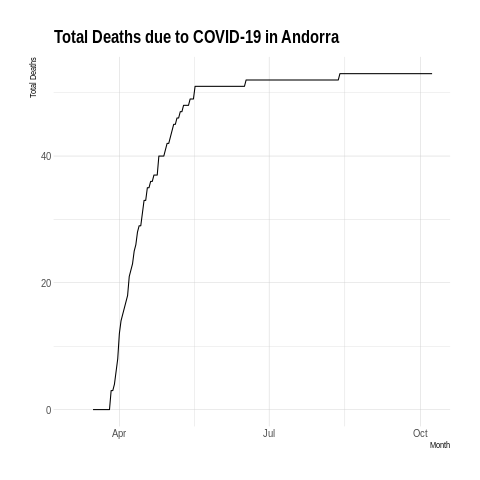 Total Deaths due to COVID-19 in Andorra
Total Deaths
40
20
0
Apr
Jul
Oct
Month